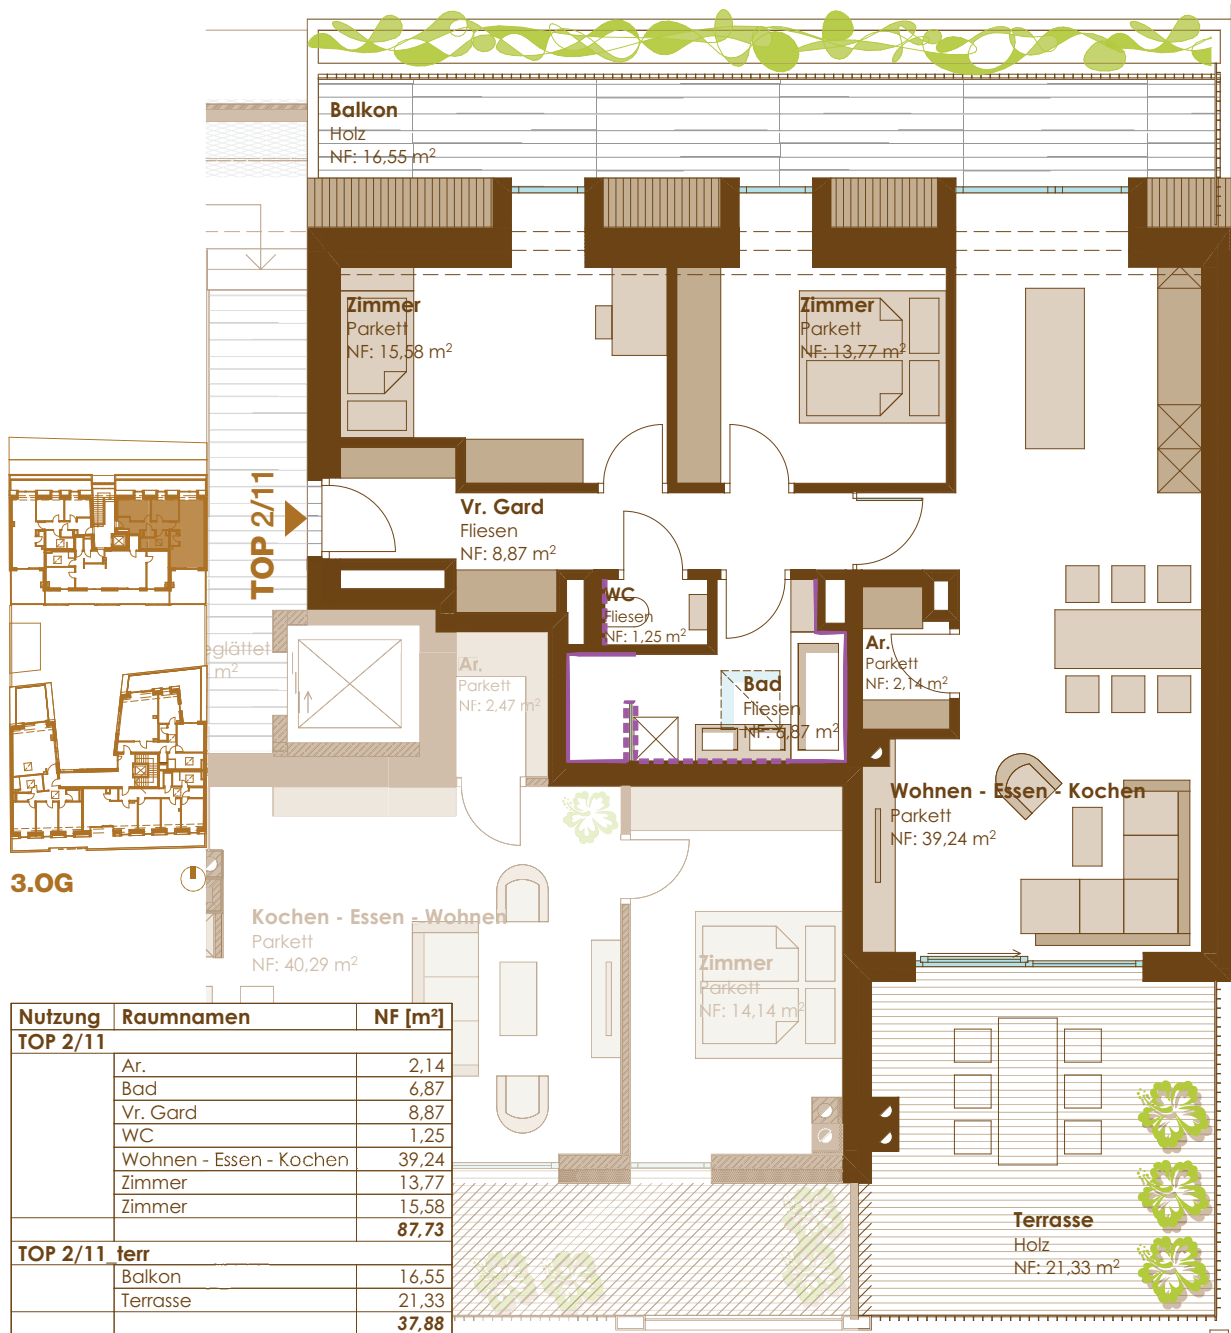 Balkon
Holz
NF: 16,55 m²
Zimmer
Parkett
NF: 15,58 m²
Zimmer
Parkett
NF: 13,77 m²
TOP 2/11
Vr. Gard
Fliesen
NF: 8,87 m²
WC
Fliesen
NF: 1,25 m²
Ar.
Parkett
NF: 2,14 m²
Bad
Fliesen
NF: 6,87 m²
m²
Ar.
Parkett
NF: 2,47 m²
Wohnen - Essen - Kochen
Parkett
NF: 39,24 m²
3.OG
Kochen - Essen - Wohnen
Parkett
NF: 40,29 m²
Zimmer
Parkett
NF: 14,14 m²
Terrasse
Holz
NF: 21,33 m²
Nutzung Raumnamen NF [m²]
TOP 2/11
Ar. 2,14
Bad 6,87
Vr. Gard 8,87
WC 1,25
Wohnen - Essen - Kochen 39,24
Zimmer 13,77
Zimmer 15,58
87,73
TOP 2/11_terr
Balkon 16,55
Terrasse 21,33
37,88